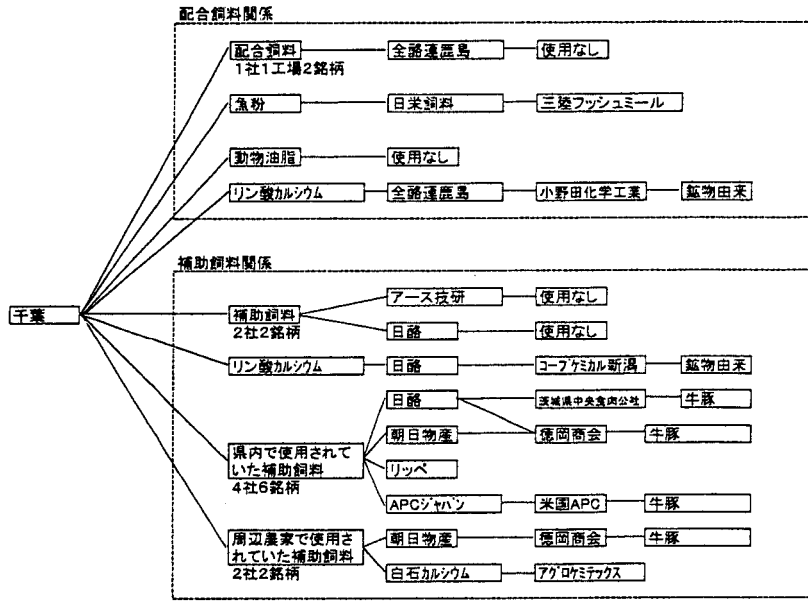 配合飼料関係
配合飼料 全酪連鹿島 使用なし
1社1工場2銘柄
魚粉 日米飼料 三陸フッシュミール
動物油脂 使用なし
リン酸カルシウム 全酪連鹿島 小野田化学工業 鉱物由来
補助飼料関係
アース技研 使用なし
千葉 補助飼料
2社2銘柄
日酪 使用なし
リン酸カルシウム 日酪 コープケミカル新潟 鉱物由来
日酪 茨城県中央食肉公社 牛豚
朝日物産 徳岡商会 牛豚
県内で使用されて
いた補助飼料
4社6銘柄
リッペ
APCジャパン 米国APC 牛豚
周辺農家で使用さ
れていた補助飼料
2社2銘柄
朝日物産 徳岡商会 牛豚
白石カルシウム アグロケミテックス